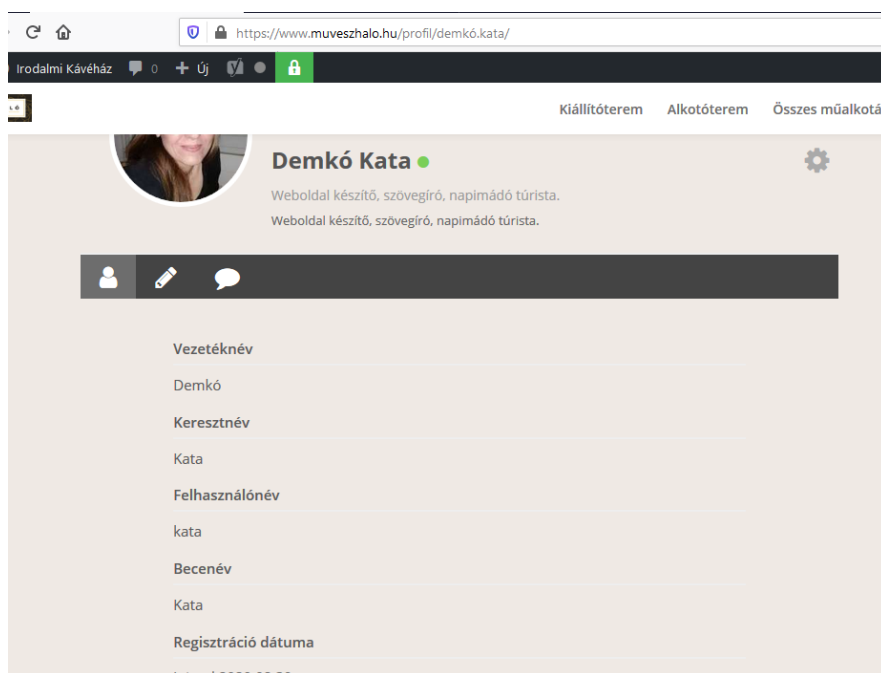 https://www.muveszhalo.hu/profil/demkó.kata/
Irodalmi Kávéház 0 Új
Kiállítóterem Alkotóterem Összes műalkotá
Demkó Kata
Weboldal készítő, szövegíró, napimádó túrista.
Weboldal készítő, szövegíró, napimádó túrista.
Vezetéknév
Demkó
Keresztnév
Kata
Felhasználónév
kata
Becenév
Kata
Regisztráció dátuma